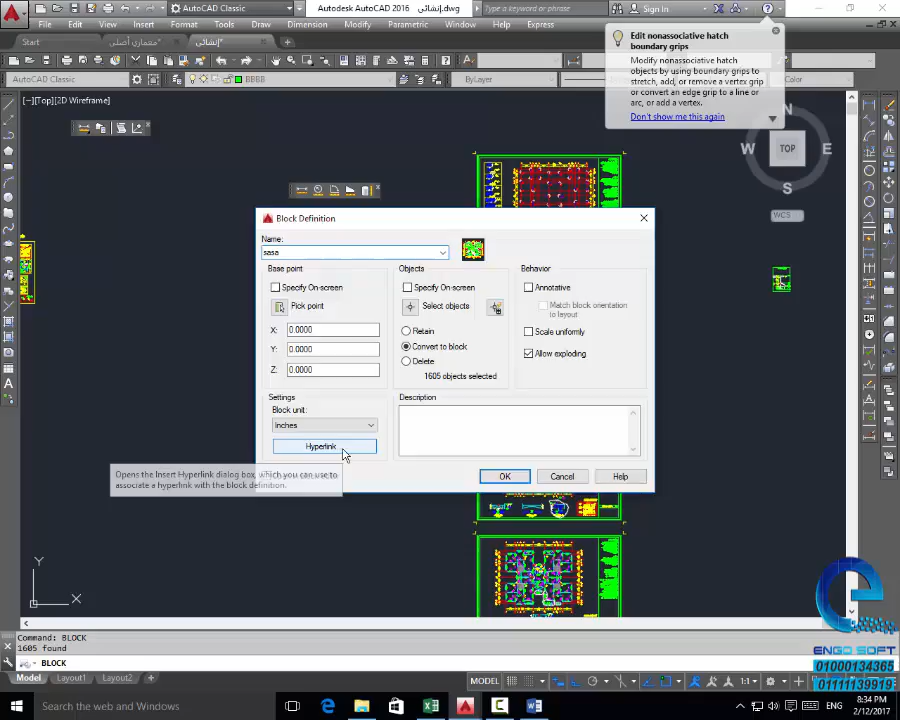 AutoCAD Classic
Autodesk AutoCAD 2016
إنشائي.dwg
Type a keyword or phrase
Sign In
File
Edit
View
Insert
Format
Tools
Draw
Dimension
Modify
Parametric
Window
Help
Express
Start
معماري أصلي*
إنشائي*
AutoCAD Classic
BBBB
ByLayer
Color
[−][Top][2D Wireframe]
Edit nonassociative hatch
boundary grips
Modify nonassociative hatch
objects by using boundary grips to
stretch, add, or remove a vertex grip
or convert an edge grip to a line or
arc, or add a vertex.
Don't show me this again
N
W
TOP
E
S
WCS
Block Definition
Name:
sasa
Base point
Specify On-screen
Pick point
X:
0.0000
Y:
0.0000
Z:
0.0000
Objects
Specify On-screen
Select objects
Retain
Convert to block
Delete
1605 objects selected
Behavior
Annotative
Match block orientation
to layout
Scale uniformly
Allow exploding
Settings
Block unit:
Inches
Hyperlink
Description
Opens the Insert Hyperlink dialog box, which you can use to
associate a hyperlink with the block definition.
OK
Cancel
Help
Y
X
Command: BLOCK
1605 found
BLOCK
Model
Layout1
Layout2
MODEL
1:1
ENGO SOFT
01000134365
01111139919
Search the web and Windows
ENG
8:34 PM
2/12/2017